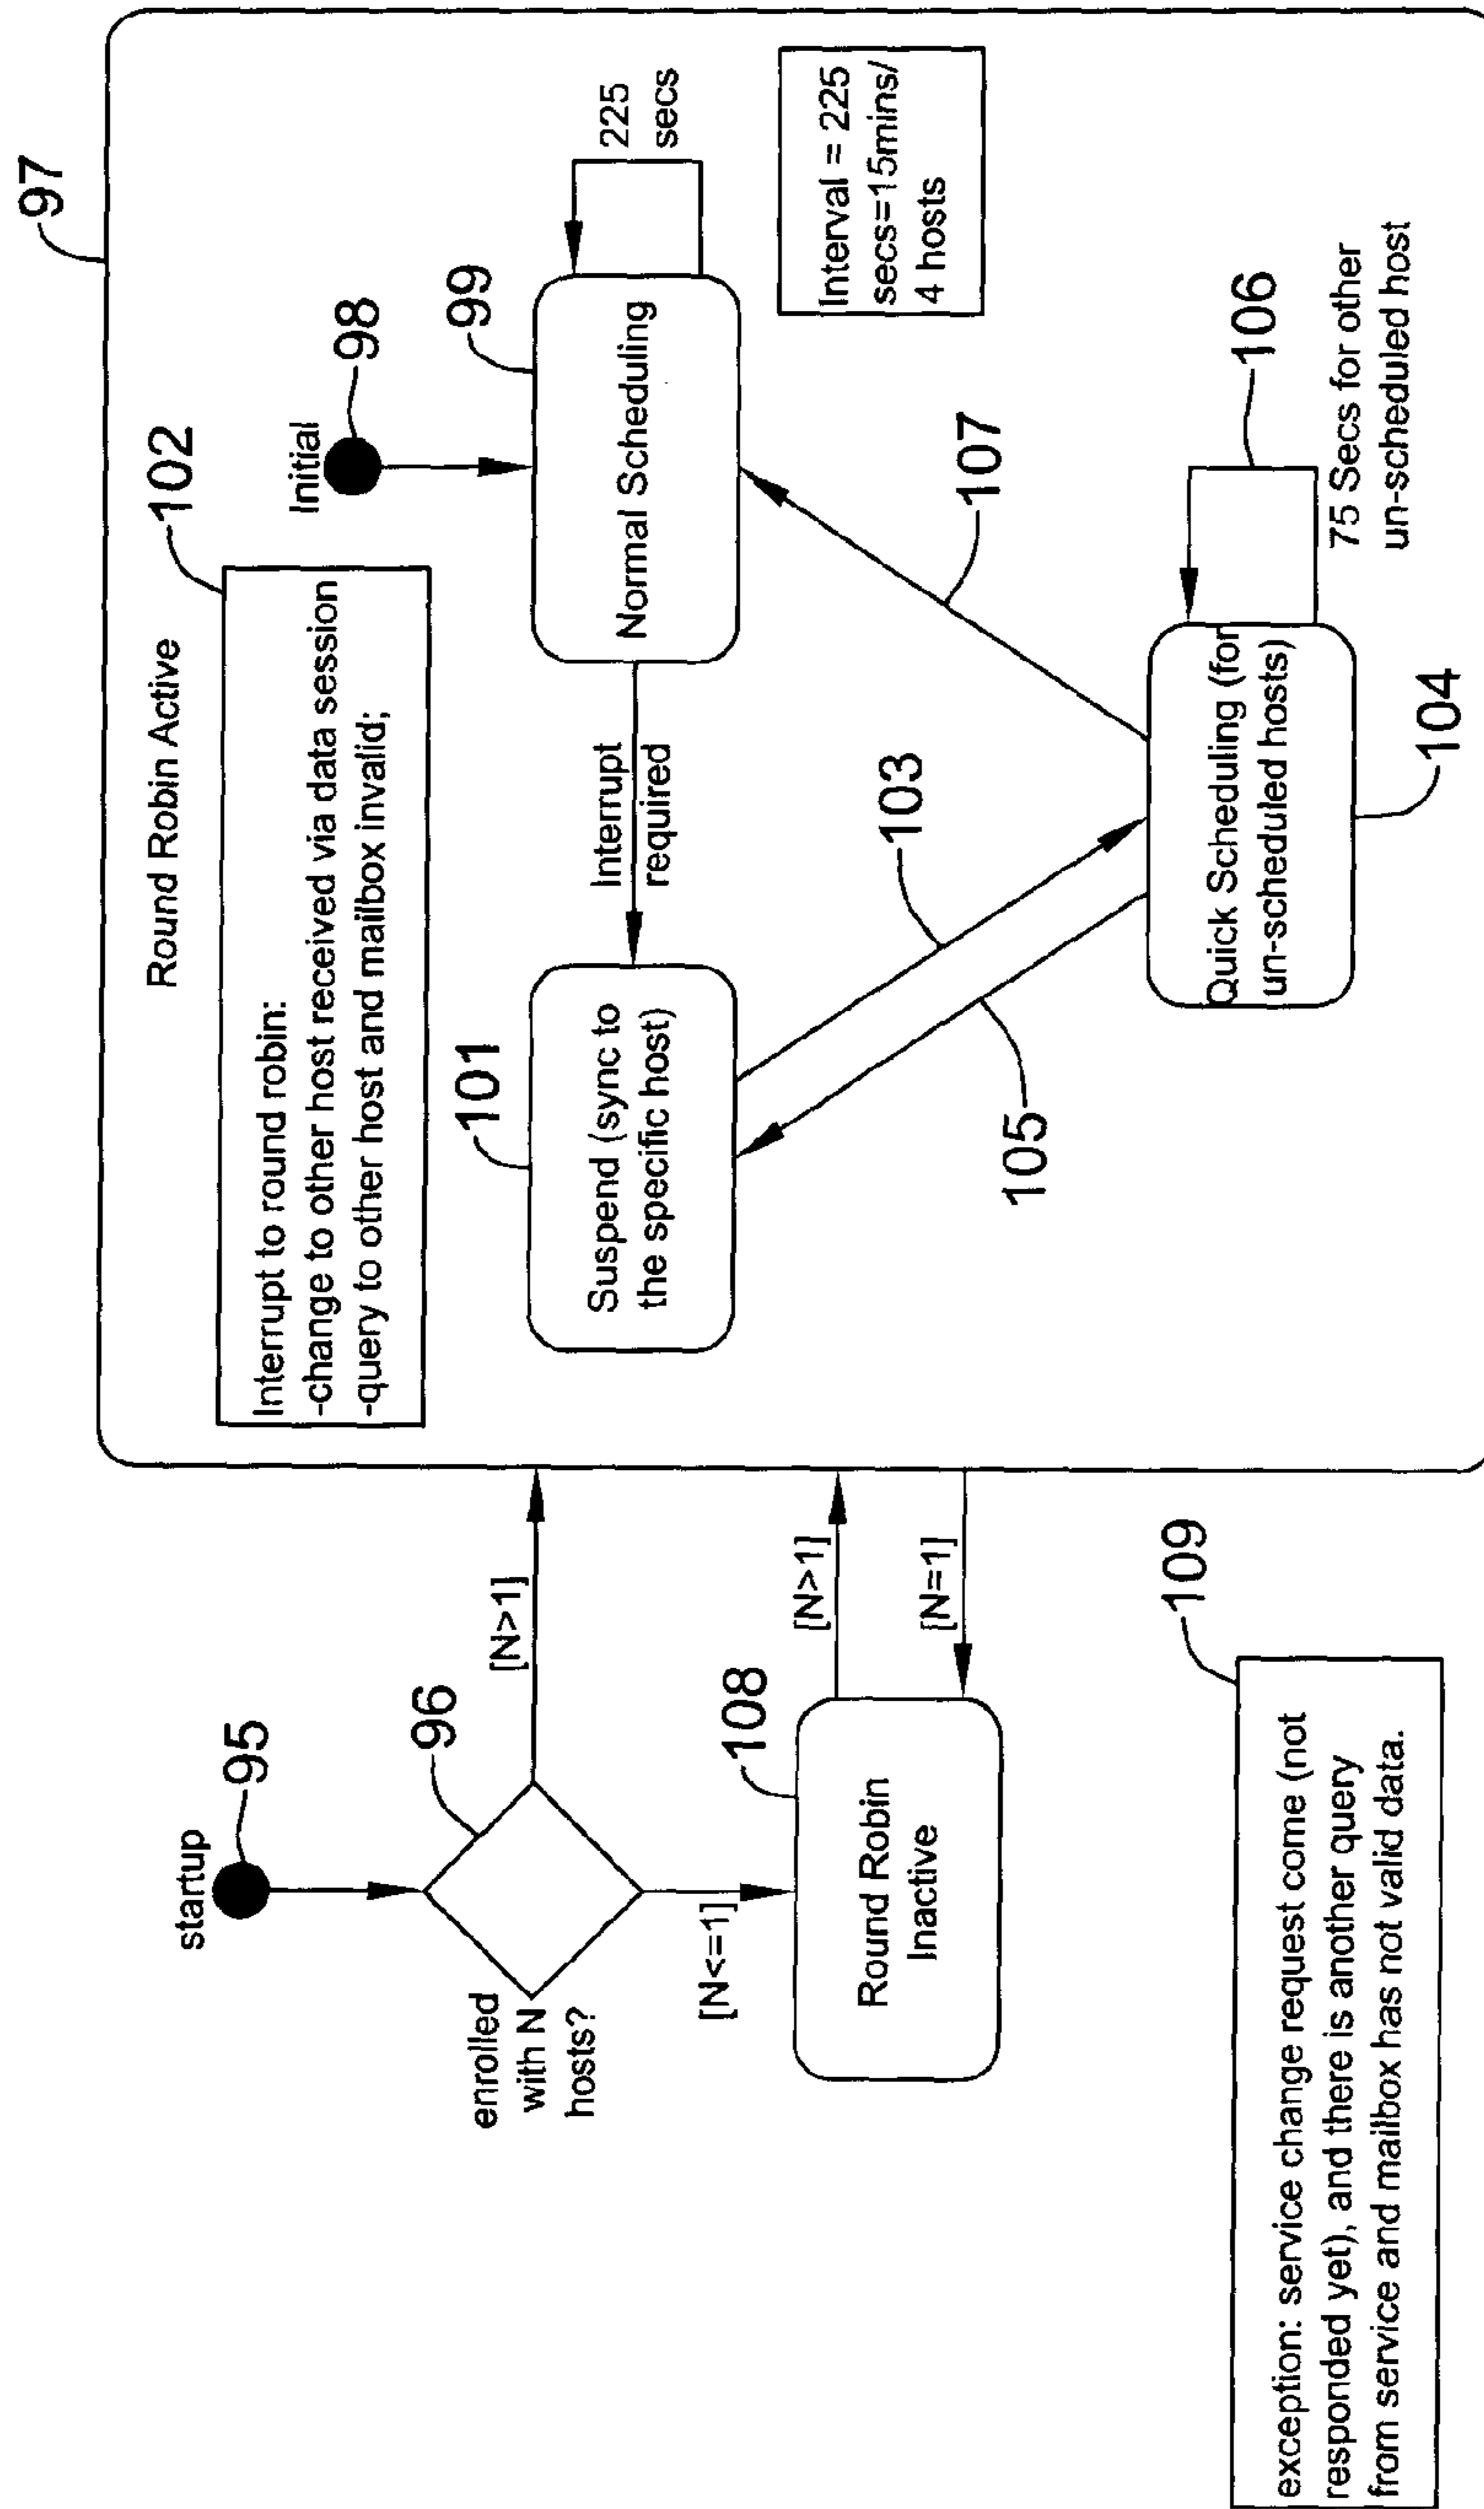 97
102
Round Robin Active
Interrupt to round robin:
-change to other host received via data session
-query to other host and mailbox invalid;
Initial
98
99
Normal Scheduling
225
secs
Interval = 225
secs=15mins/
4 hosts
Interrupt
required
101
Suspend (sync to
the specific host)
103
105
107
Quick Scheduling (for
un-scheduled hosts)
104
106
75 Secs for other
un-scheduled host
startup
95
96
enrolled
with N
hosts?
[N>1]
[N<=1]
108
Round Robin
Inactive
[N>1]
[N=1]
109
exception: service change request come (not
responded yet), and there is another query
from service and mailbox has not valid data.